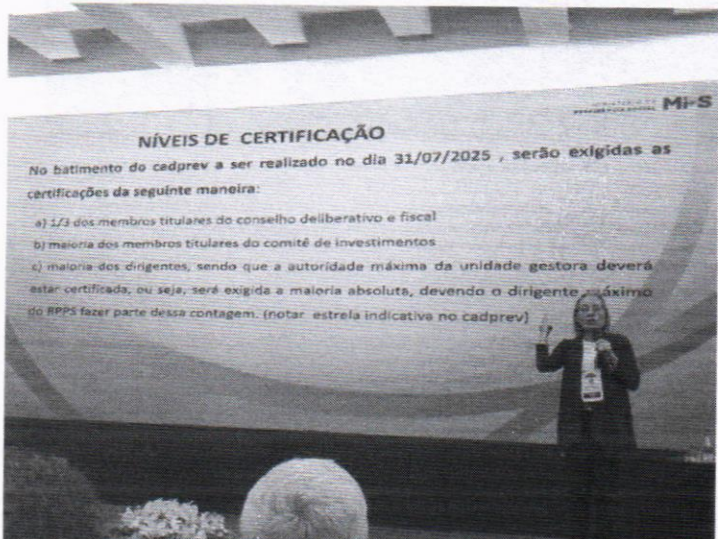 MPS
NÍVEIS DE CERTIFICAÇÃO
No batimento do cadprev a ser realizado no dia 31/07/2025 , serão exigidas as
certificações da seguinte maneira:
a) 1/3 dos membros titulares do conselho deliberativo e fiscal
b) maioria dos membros titulares do comitê de investimentos
c) maioria dos dirigentes, sendo que a autoridade máxima da unidade gestora deverá
estar certificada, ou seja, será exigida a maioria absoluta, devendo o dirigente máximo
do RPPS fazer parte dessa contagem. (notar estrela indicativa no cadprev)